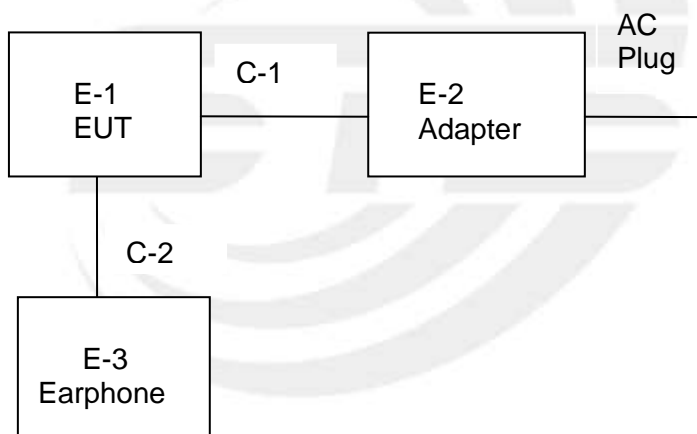 AC
Plug
C-1
E-1
EUT
E-2
Adapter
C-2
E-3
Earphone